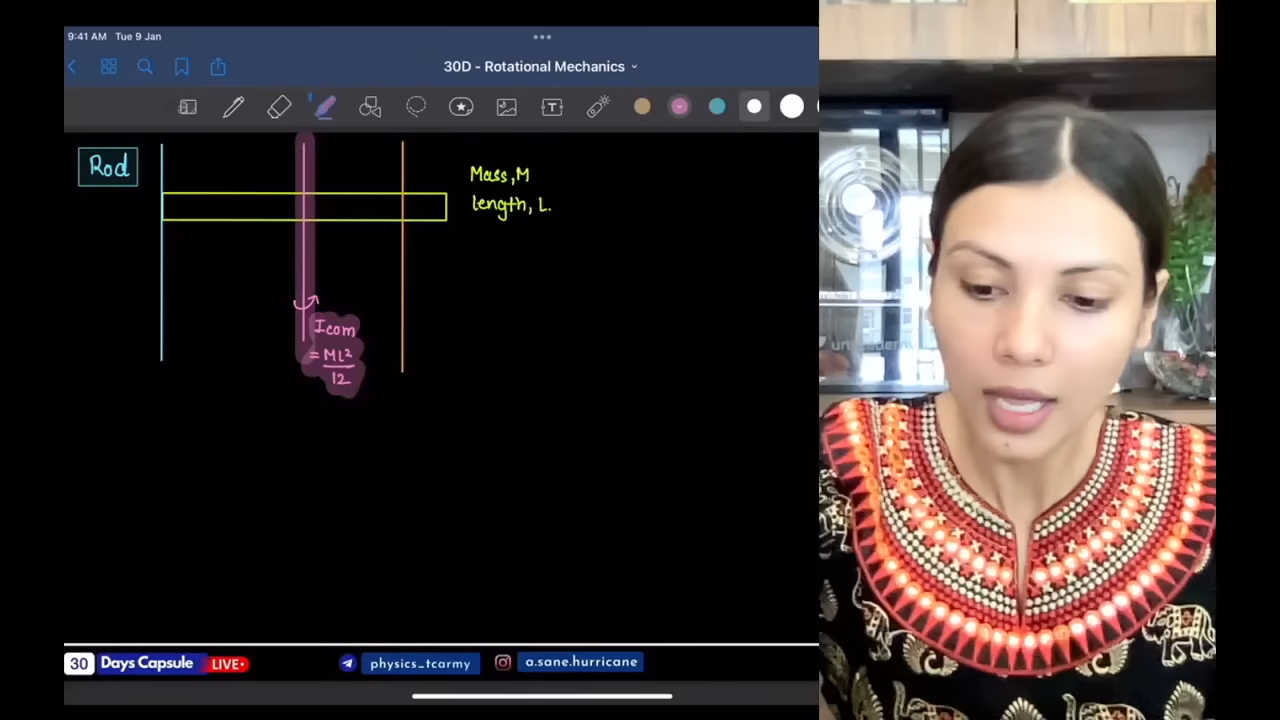 9:41 AM Tue 9 Jan
30D - Rotational Mechanics
Rod
Mass, M
length, L.
Icom
= ML²
12
30 Days Capsule LIVE
physics_tcarmy
a.sane.hurricane